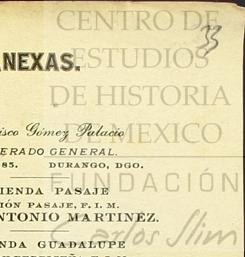 CENTRO DE
33
ESTUDIOS
ANEXAS.
DE HISTORIA
DE MEXICO
isco Gómez Palacio
ERADO GENERAL.
85. DURANGO, DGO.
FUNDACIÓN
IENDA PASAJE
IÓN PASAJE, F. I. M.
NTONIO MARTINEZ.
Carlos Slim
NDA GUADALUPE